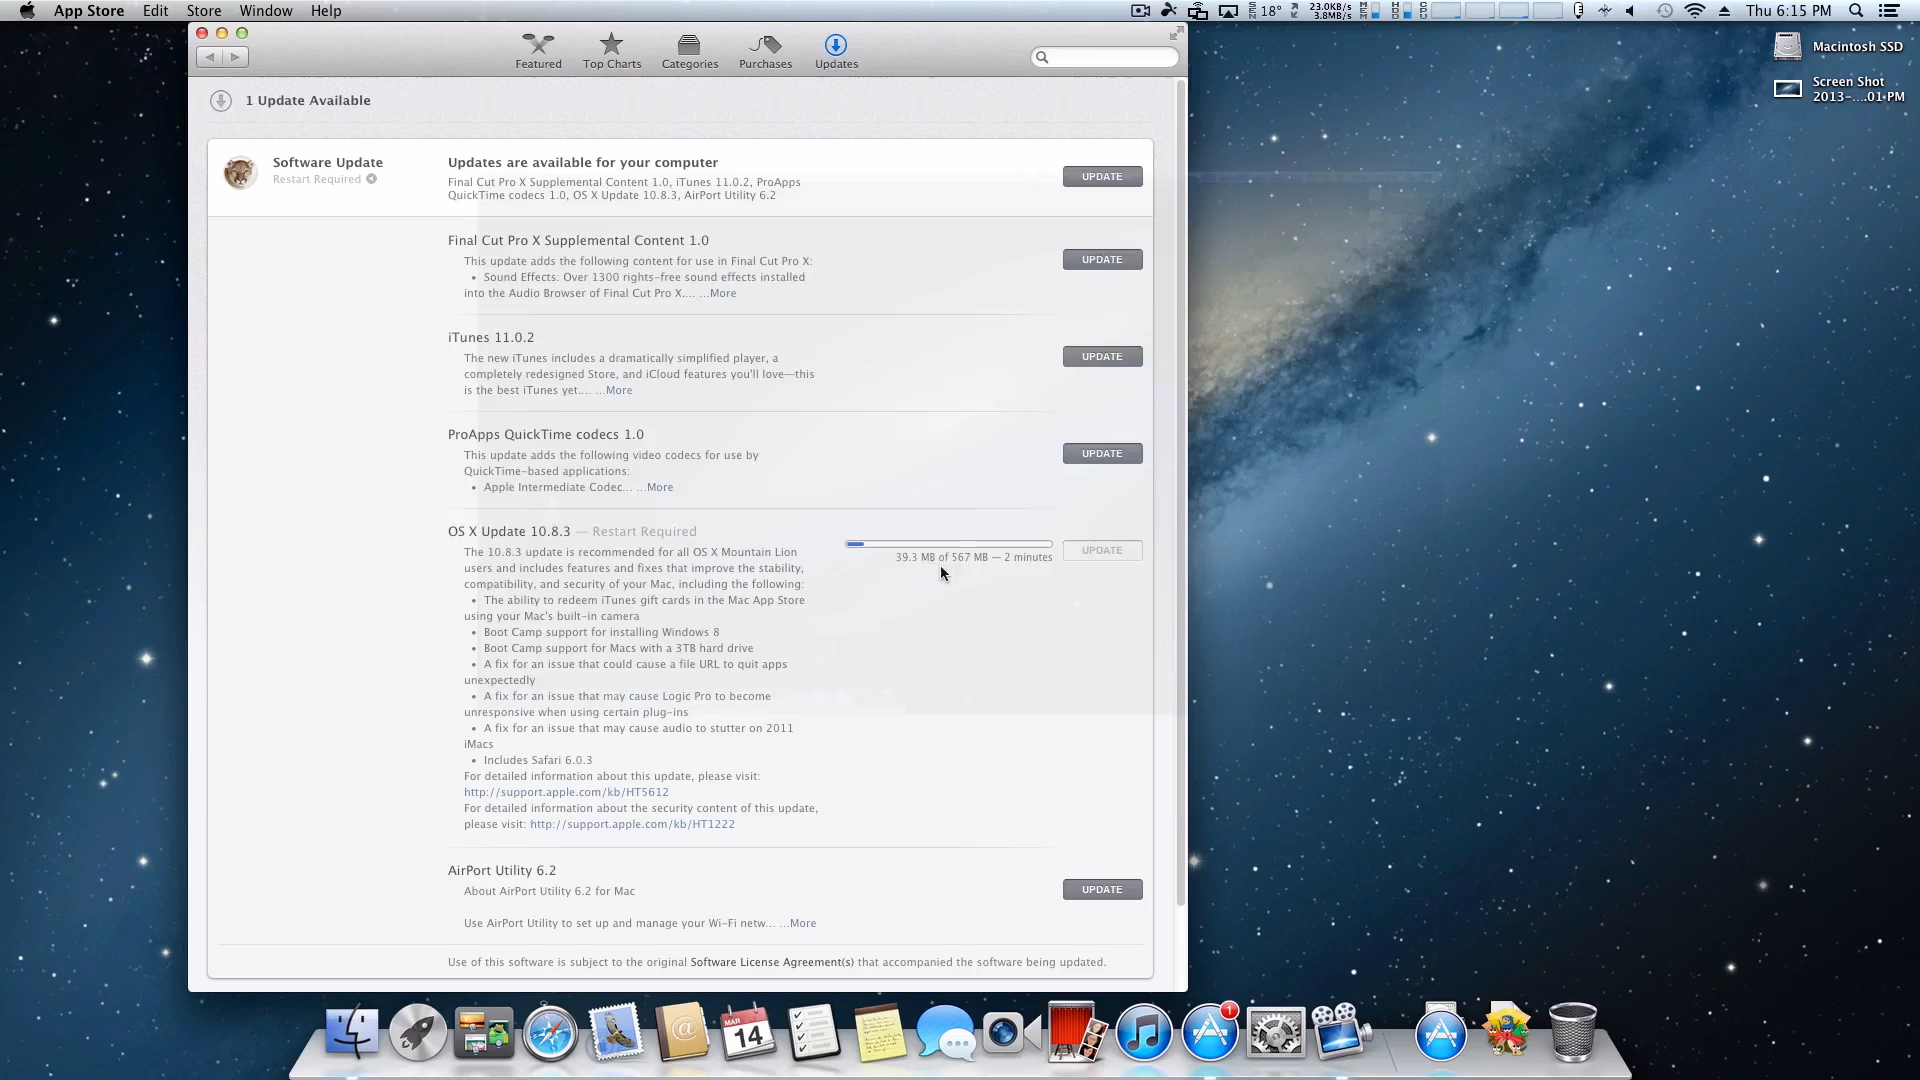 App Store Edit Store Window Help
18° 23.0KB/s 3.8MB/s Thu 6:15 PM
Featured Top Charts Categories Purchases Updates
Macintosh SSD
Screen Shot
2013-....01 PM
1 Update Available
Software Update
Restart Required
Updates are available for your computer
Final Cut Pro X Supplemental Content 1.0, iTunes 11.0.2, ProApps
QuickTime codecs 1.0, OS X Update 10.8.3, AirPort Utility 6.2
UPDATE
Final Cut Pro X Supplemental Content 1.0
This update adds the following content for use in Final Cut Pro X:
• Sound Effects: Over 1300 rights-free sound effects installed
into the Audio Browser of Final Cut Pro X.... ...More
UPDATE
iTunes 11.0.2
The new iTunes includes a dramatically simplified player, a
completely redesigned Store, and iCloud features you'll love—this
is the best iTunes yet.... ...More
UPDATE
ProApps QuickTime codecs 1.0
This update adds the following video codecs for use by
QuickTime-based applications:
• Apple Intermediate Codec... ...More
UPDATE
OS X Update 10.8.3 — Restart Required
39.3 MB of 567 MB — 2 minutes
UPDATE
The 10.8.3 update is recommended for all OS X Mountain Lion
users and includes features and fixes that improve the stability,
compatibility, and security of your Mac, including the following:
• The ability to redeem iTunes gift cards in the Mac App Store
using your Mac's built-in camera
• Boot Camp support for installing Windows 8
• Boot Camp support for Macs with a 3TB hard drive
• A fix for an issue that could cause a file URL to quit apps
unexpectedly
• A fix for an issue that may cause Logic Pro to become
unresponsive when using certain plug-ins
• A fix for an issue that may cause audio to stutter on 2011
iMacs
• Includes Safari 6.0.3
For detailed information about this update, please visit:
http://support.apple.com/kb/HT5612
For detailed information about the security content of this update,
please visit: http://support.apple.com/kb/HT1222
AirPort Utility 6.2
About AirPort Utility 6.2 for Mac
Use AirPort Utility to set up and manage your Wi-Fi netw... ...More
UPDATE
Use of this software is subject to the original Software License Agreement(s) that accompanied the software being updated.
MAR
14
1